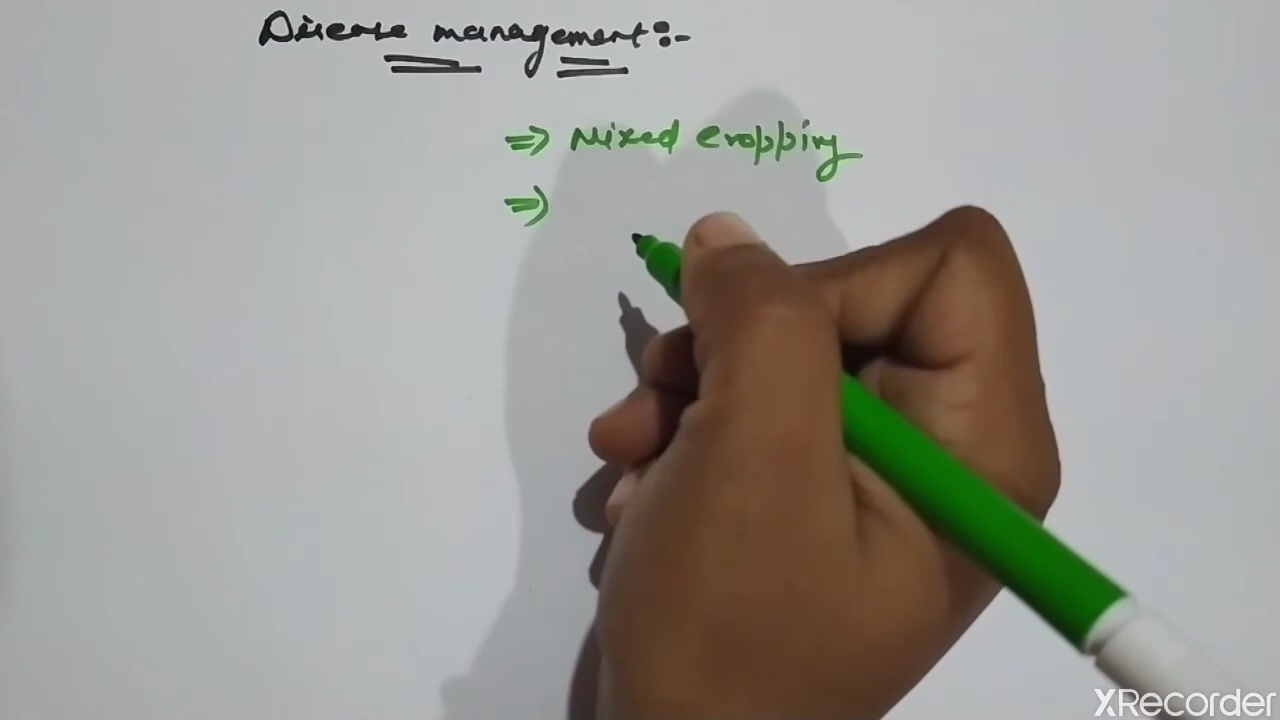 Disease management:-
⇒ Mixed cropping
⇒
XRecorder